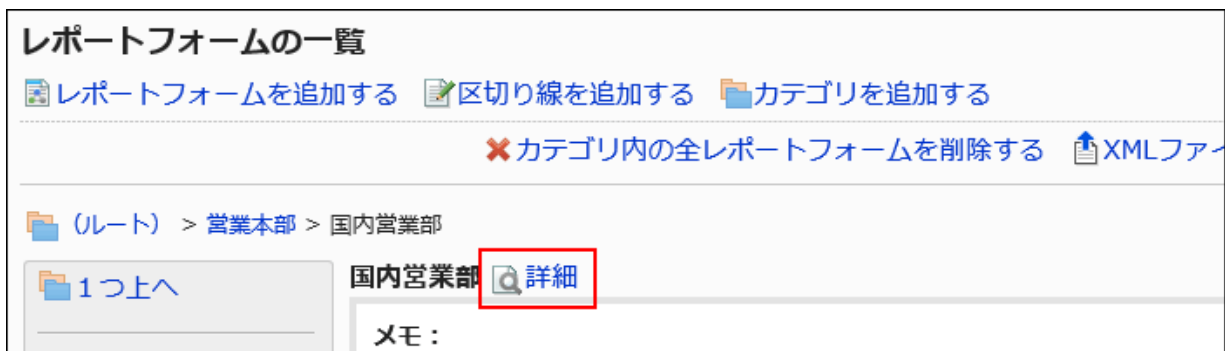 レポートフォームの一覧
レポートフォームを追加する 区切り線を追加する カテゴリを追加する
カテゴリ内の全レポートフォームを削除する XMLファイ
（ルート） > 営業本部 > 国内営業部
１つ上へ
国内営業部 詳細
メモ：